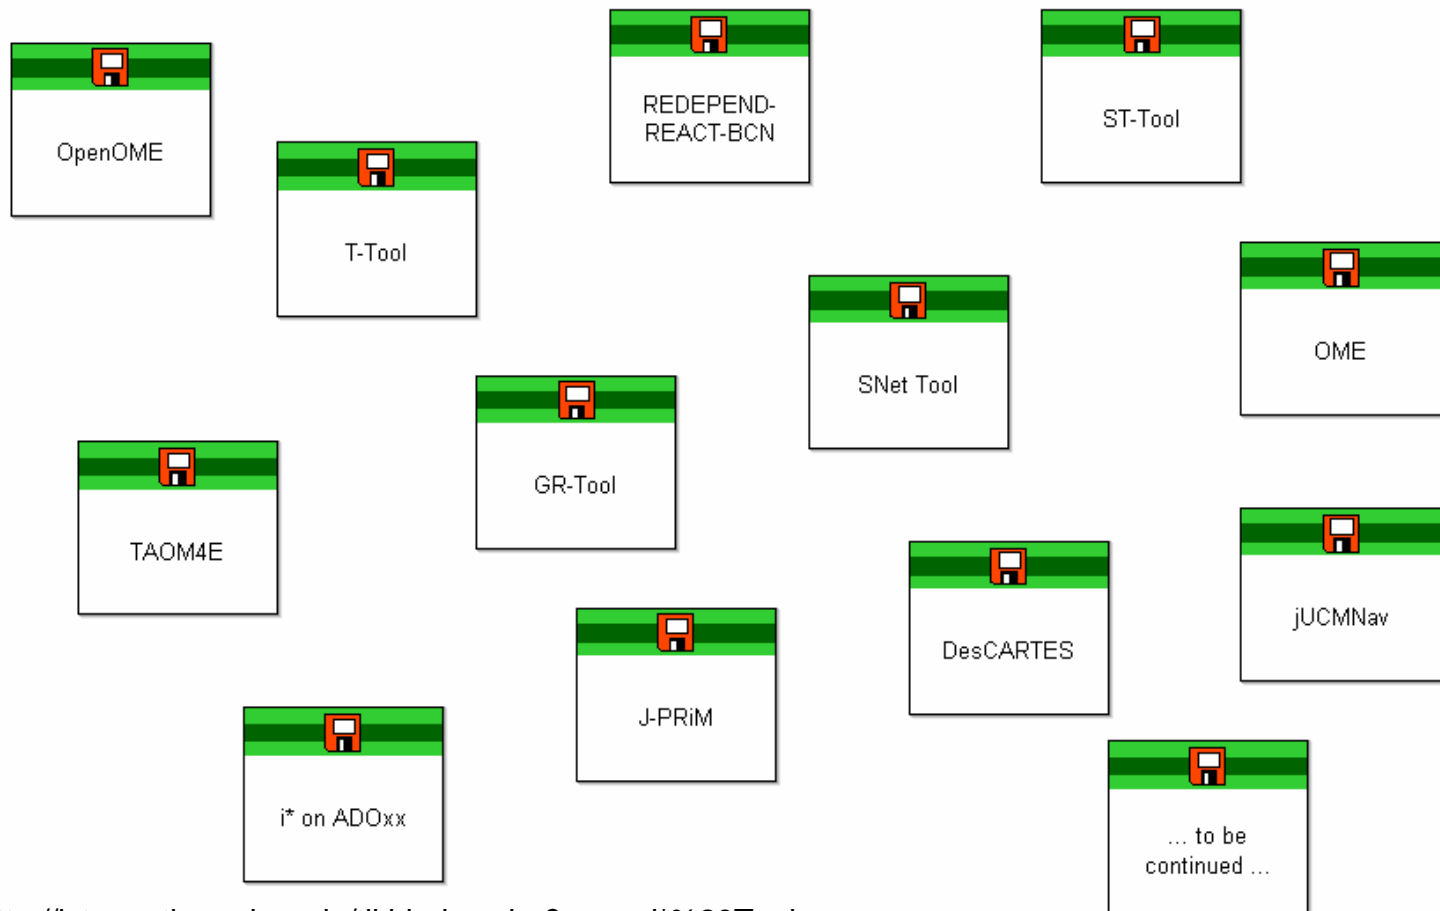 REDEPEND-
REACT-BCN
ST-Tool
OpenOME
T-Tool
OME
SNet Tool
GR-Tool
TAOM4E
jUCMNav
DesCARTES
J-PRiM
i* on ADOxx
... to be
continued ...